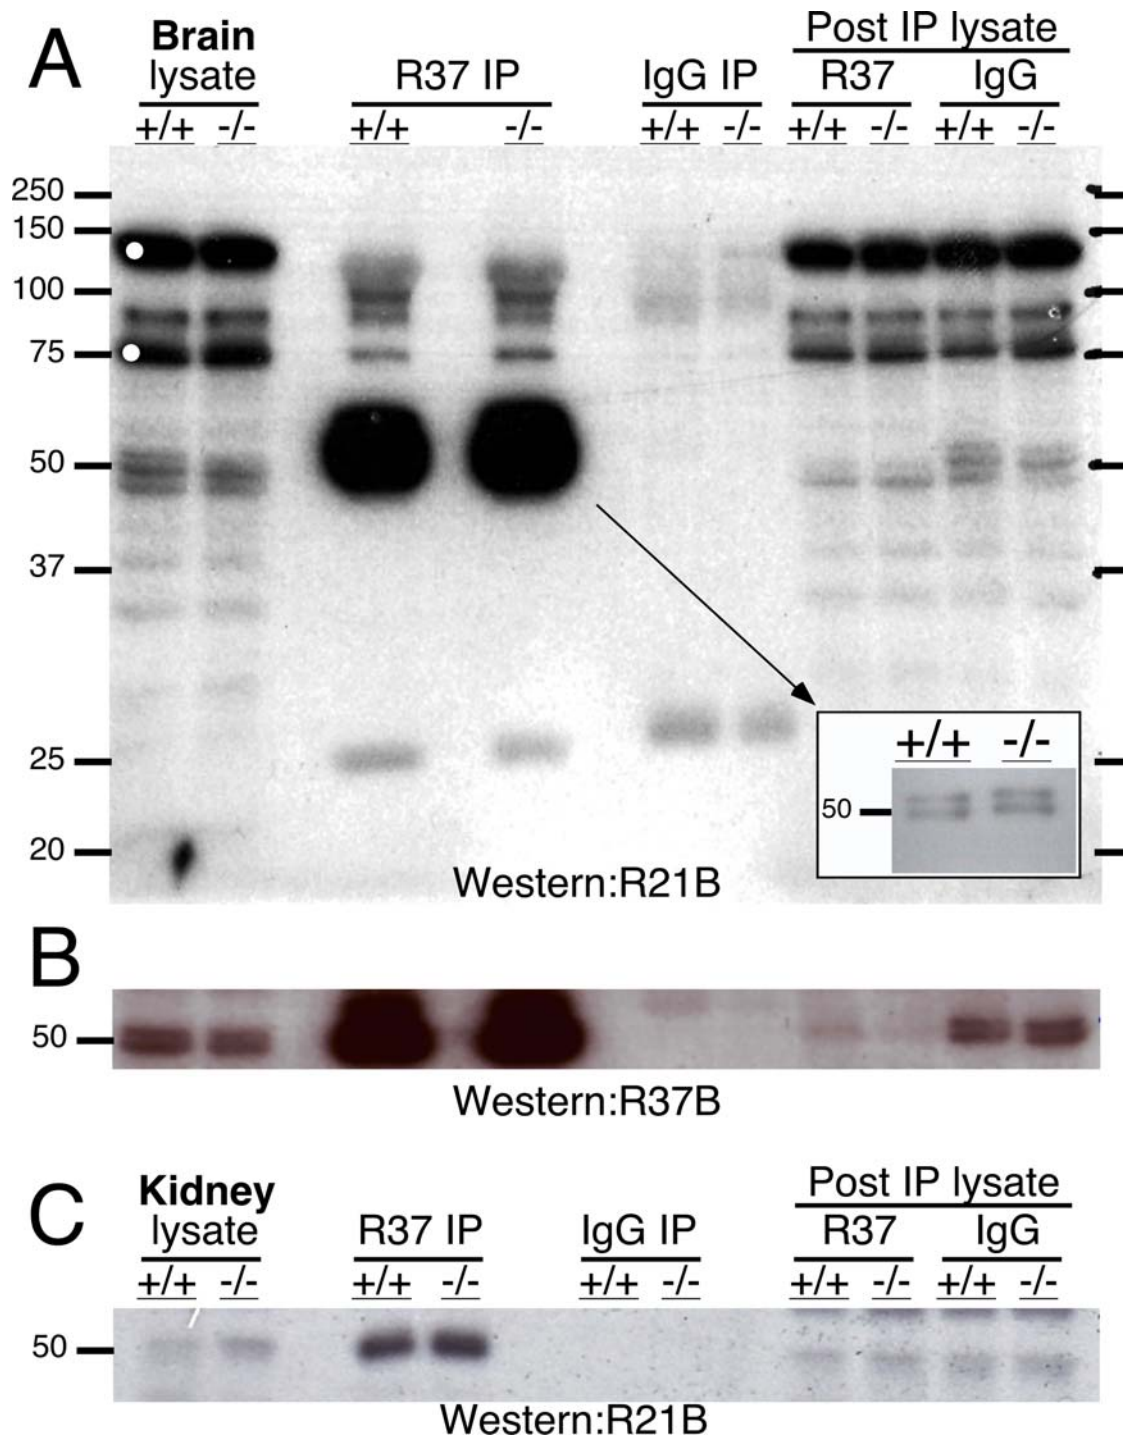 A
Brain
lysate
R37 IP
IgG IP
Post IP lysate
R37
IgG
+/+ -/- +/+ -/- +/+ -/- +/+ -/- +/+ -/-
250
150
100
75
50
37
25
20
+/+ -/-
50
Western:R21B
B
50
Western:R37B
C
Kidney
lysate
R37 IP
IgG IP
Post IP lysate
R37
IgG
+/+ -/- +/+ -/- +/+ -/- +/+ -/- +/+ -/-
50
Western:R21B